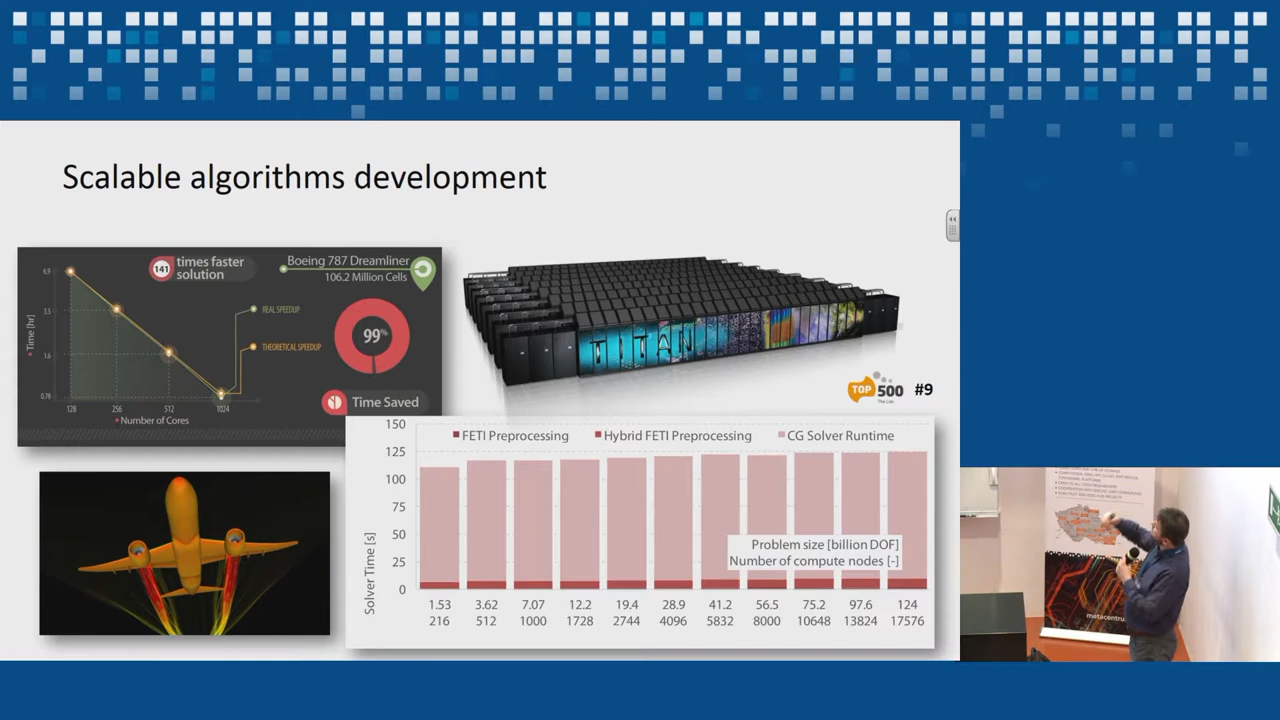 Scalable algorithms development
141 times faster
solution
Boeing 787 Dreamliner
106.2 Million Cells
6.9
3.5
1.6
0.78
Time [hr]
REAL SPEEDUP
THEORETICAL SPEEDUP
99%
Time Saved
128 256 512 1024
Number of Cores
TITAN
TOP 500 The List.
#9
150
125
100
75
50
25
0
Solver Time [s]
FETI Preprocessing Hybrid FETI Preprocessing CG Solver Runtime
Problem size [billion DOF]
Number of compute nodes [-]
1.53 3.62 7.07 12.2 19.4 28.9 41.2 56.5 75.2 97.6 124
216 512 1000 1728 2744 4096 5832 8000 10648 13824 17576
metacentru